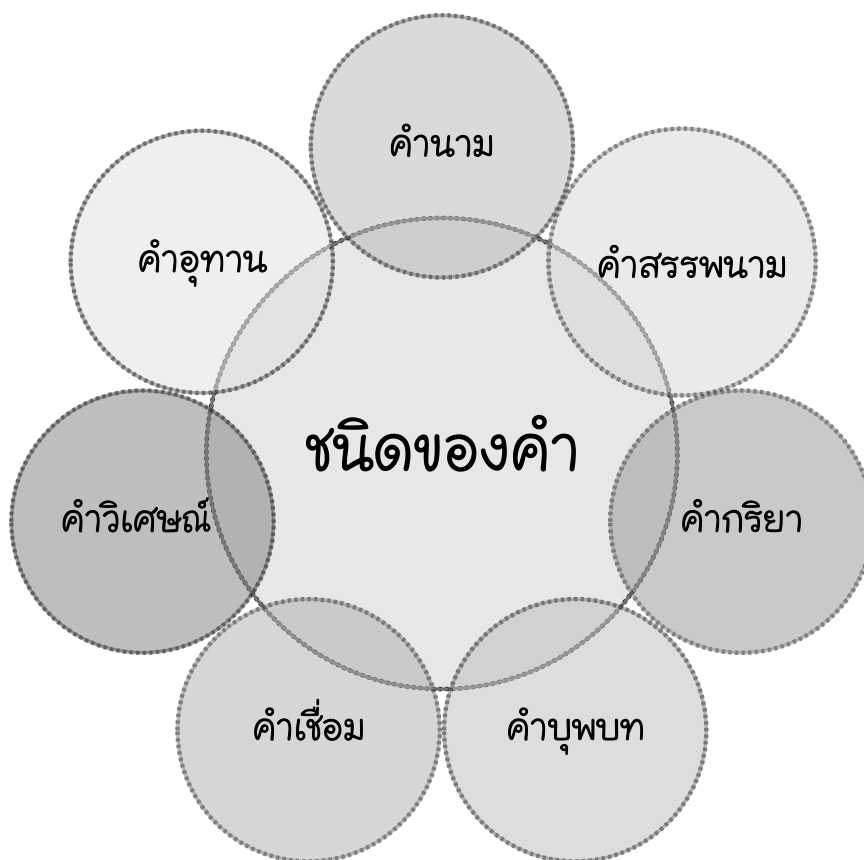 คำนาม
คำสรรพนาม
คำอุทาน
ชนิดของคำ
คำวิเศษณ์
คำกริยา
คำเชื่อม
คำบุพบท